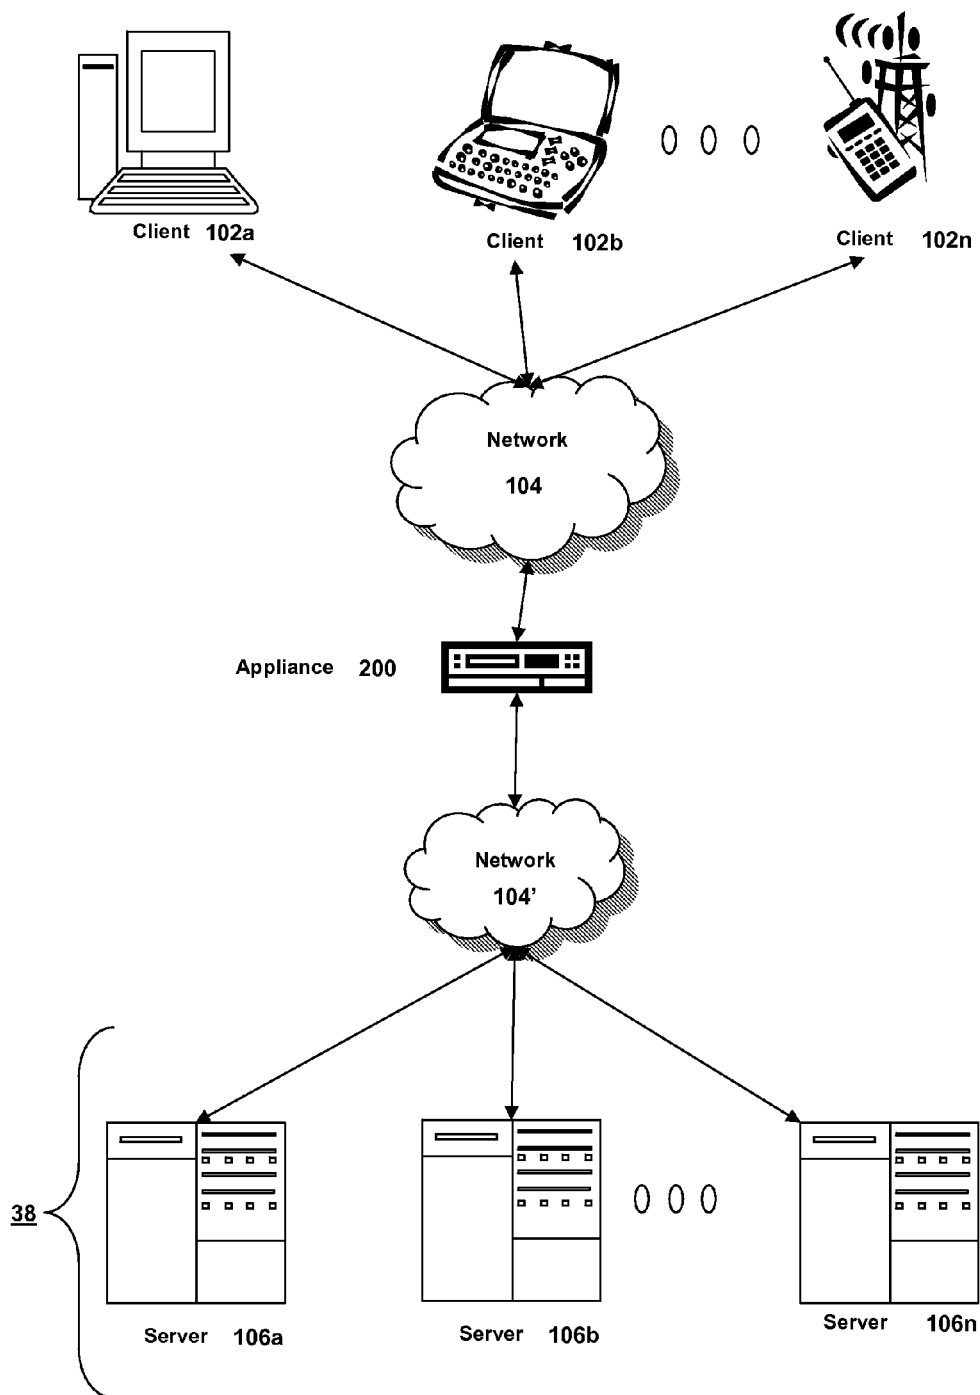 Client 102a
Client 102b
Client 102n
Network
104
Appliance 200
Network
104’
38
Server 106a
Server 106b
Server 106n